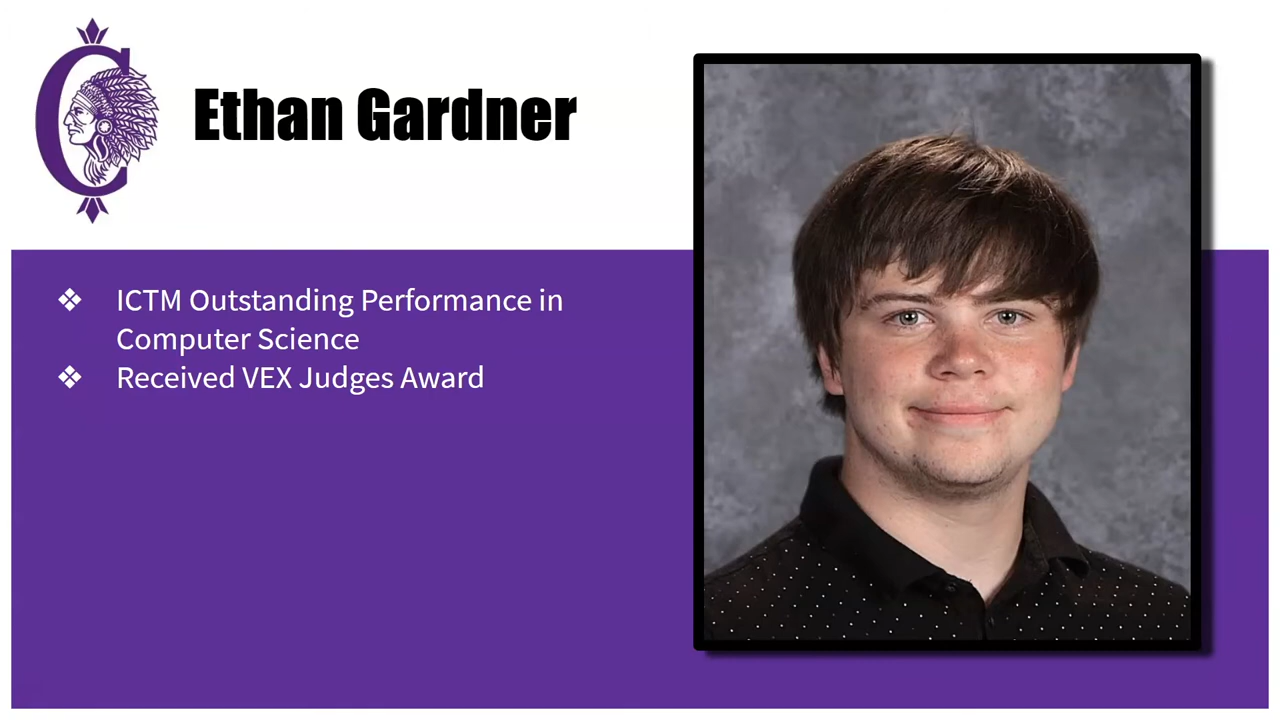 Ethan Gardner
❖ ICTM Outstanding Performance in
Computer Science
❖ Received VEX Judges Award